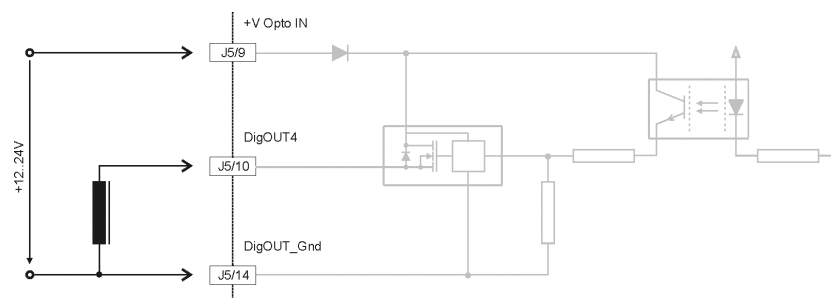 +V Opto IN
J5/9
+12..24V
DigOUT4
J5/10
DigOUT_Gnd
J5/14